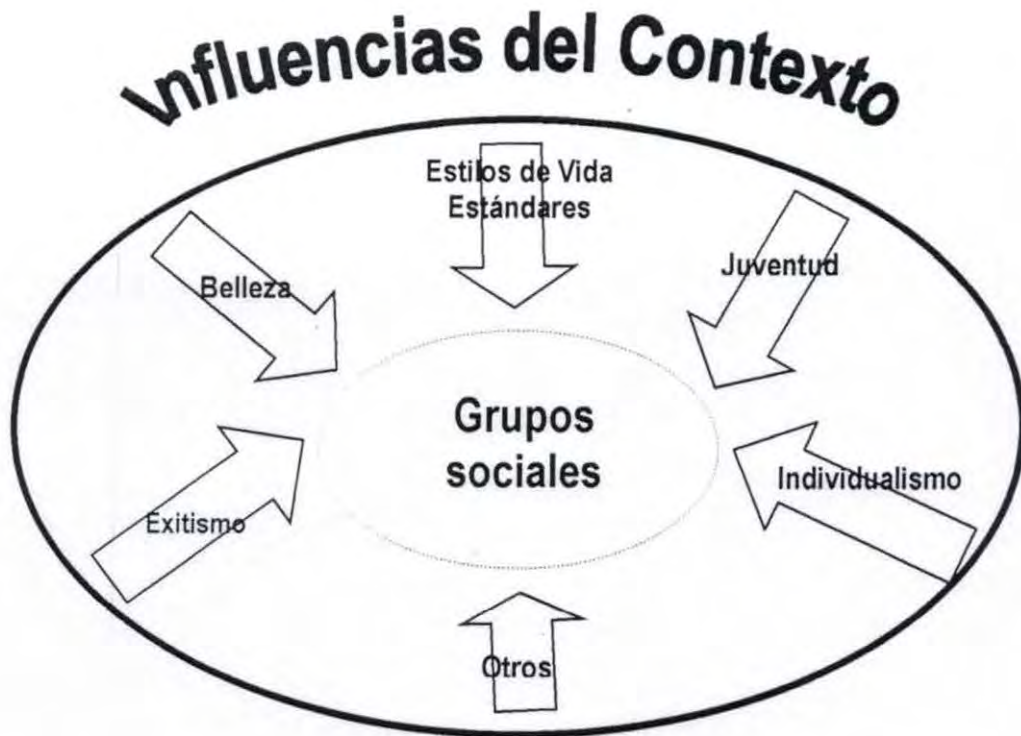 Influencias del Contexto
Estilos de Vida
Estándares
Belleza
Juventud
Grupos
sociales
Exitismo
Individualismo
Otros